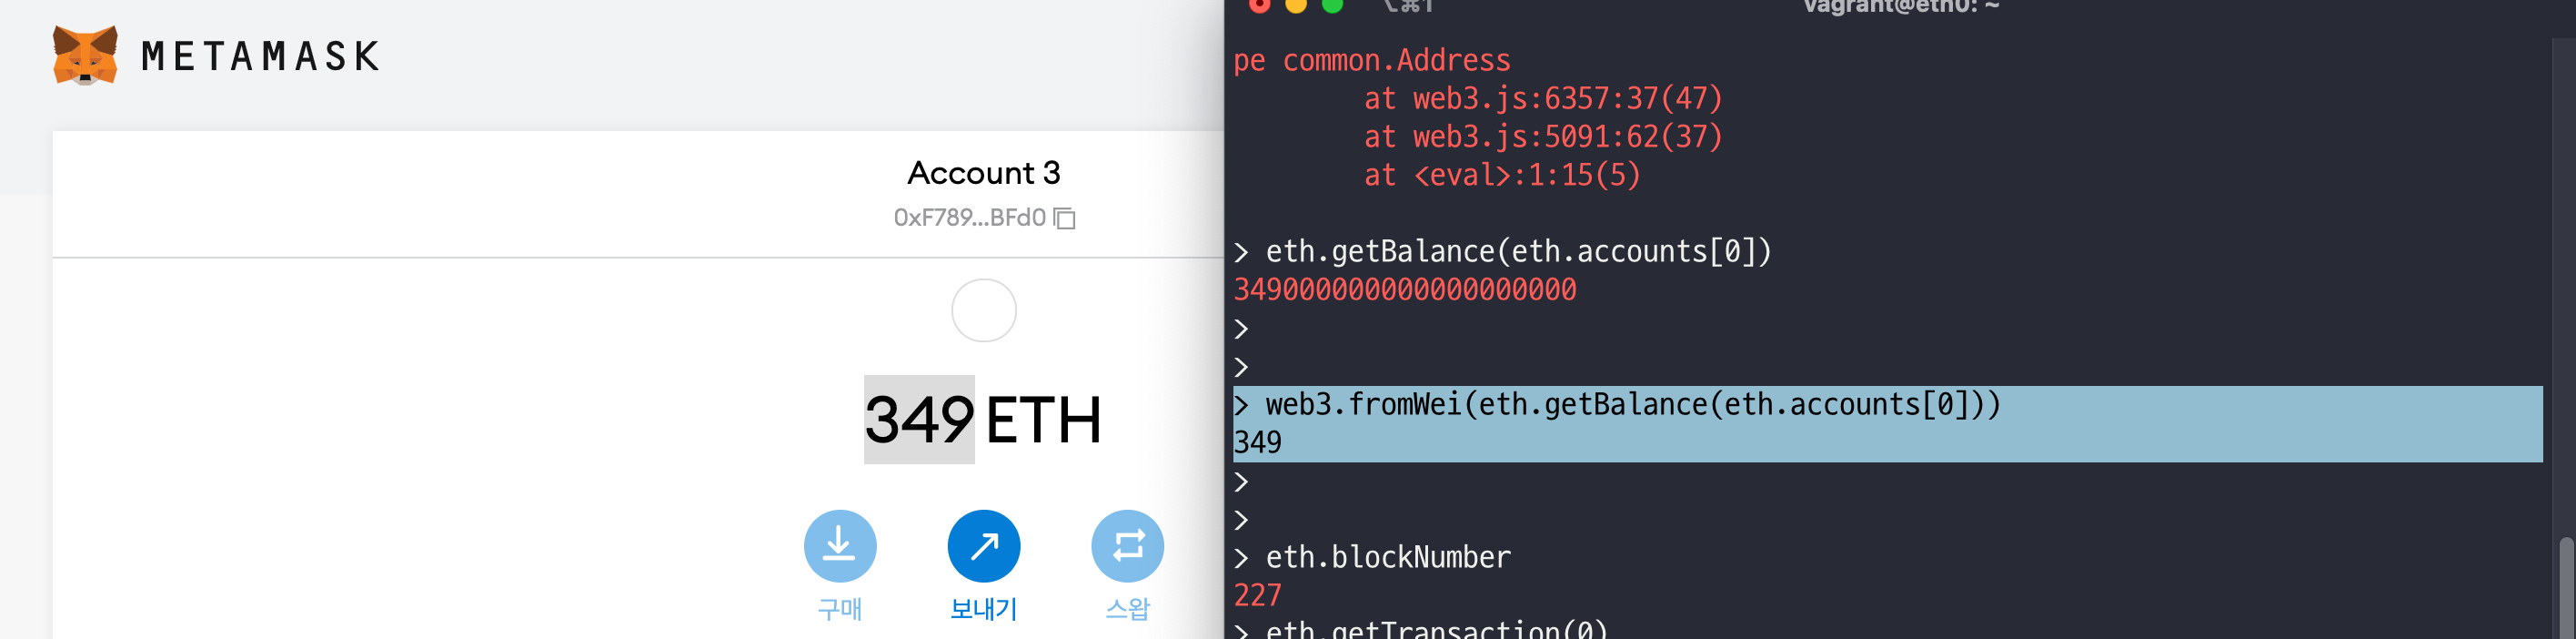 METAMASK
Account 3
0xF789...BFd0
349 ETH
구매
보내기
스왑
⌥⌘1
vagrant@eth0: ~
pe common.Address
at web3.js:6357:37(47)
at web3.js:5091:62(37)
at <eval>:1:15(5)
> eth.getBalance(eth.accounts[0])
349000000000000000000
>
>
> web3.fromWei(eth.getBalance(eth.accounts[0]))
349
>
>
> eth.blockNumber
227
> eth.getTransaction(0)